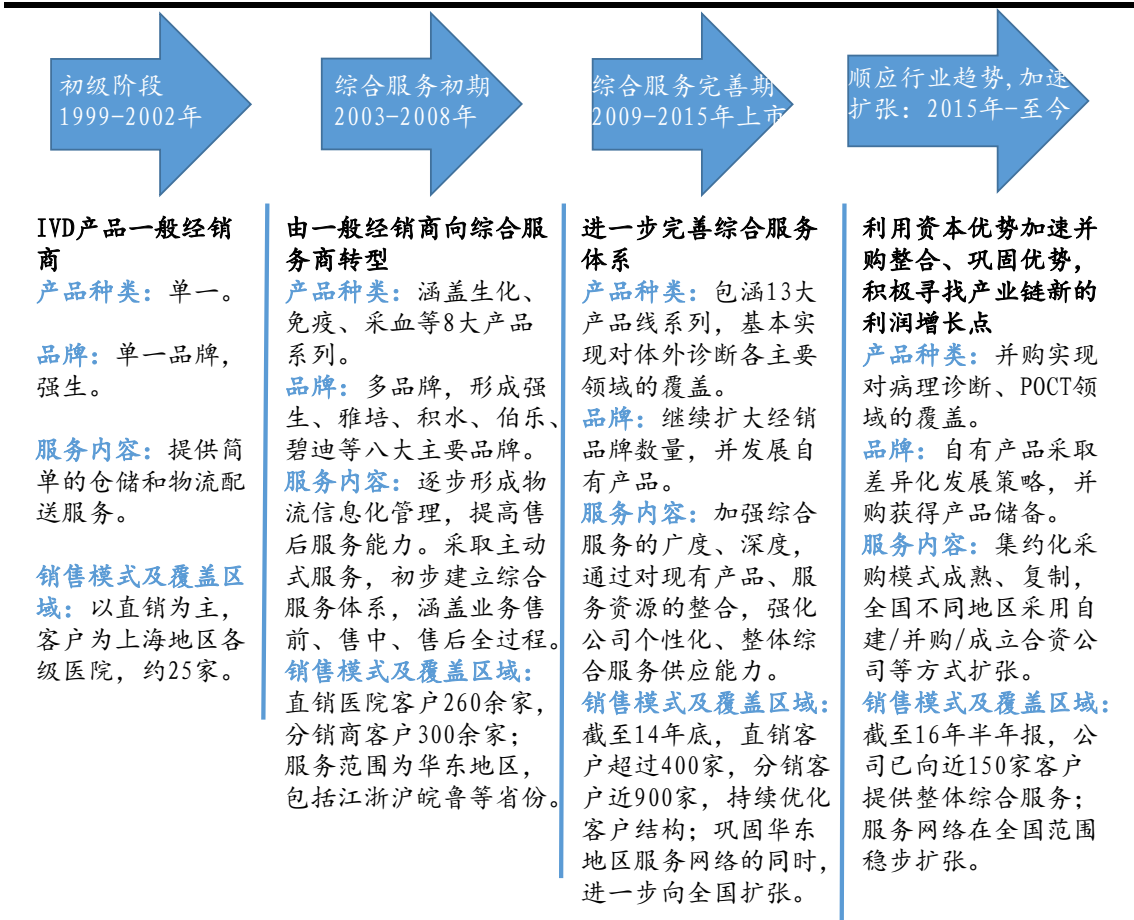 初级阶段
1999-2002年
综合服务初期
2003-2008年
综合服务完善期
2009-2015年上市
顺应行业趋势,加速
扩张：2015年-至今
IVD产品一般经销
商
产品种类：单一。
品牌：单一品牌，
强生。
服务内容：提供简
单的仓储和物流配
送服务。
销售模式及覆盖区
域：以直销为主，
客户为上海地区各
级医院，约25家。
由一般经销商向综合服
务商转型
产品种类：涵盖生化、
免疫、采血等8大产品
系列。
品牌：多品牌，形成强
生、雅培、积水、伯乐、
碧迪等八大主要品牌。
服务内容：逐步形成物
流信息化管理，提高售
后服务能力。采取主动
式服务，初步建立综合
服务体系，涵盖业务售
前、售中、售后全过程。
销售模式及覆盖区域：
直销医院客户260余家，
分销商客户300余家；
服务范围为华东地区，
包括江浙沪皖鲁等省份。
进一步完善综合服务
体系
产品种类：包涵13大
产品线系列，基本实
现对体外诊断各主要
领域的覆盖。
品牌：继续扩大经销
品牌数量，并发展自
有产品。
服务内容：加强综合
服务的广度、深度，
通过对现有产品、服
务资源的整合，强化
公司个性化、整体综
合服务供应能力。
销售模式及覆盖区域：
截至14年底，直销客
户超过400家，分销客
户近900家，持续优化
客户结构；巩固华东
地区服务网络的同时，
进一步向全国扩张。
利用资本优势加速并
购整合、巩固优势，
积极寻找产业链新的
利润增长点
产品种类：并购实现
对病理诊断、POCT领
域的覆盖。
品牌：自有产品采取
差异化发展策略，并
购获得产品储备。
服务内容：集约化采
购模式成熟、复制，
全国不同地区采用自
建/并购/成立合资公
司等方式扩张。
销售模式及覆盖区域：
截至16年半年报，公
司已向近150家客户
提供整体综合服务；
服务网络在全国范围
稳步扩张。